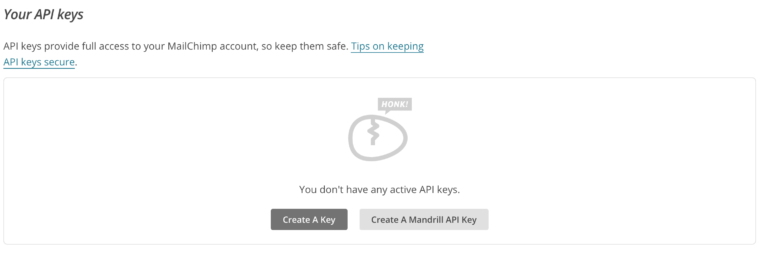 Your API keys
API keys provide full access to your MailChimp account, so keep them safe. Tips on keeping
API keys secure.
HONK!
You don't have any active API keys.
Create A Key
Create A Mandrill API Key